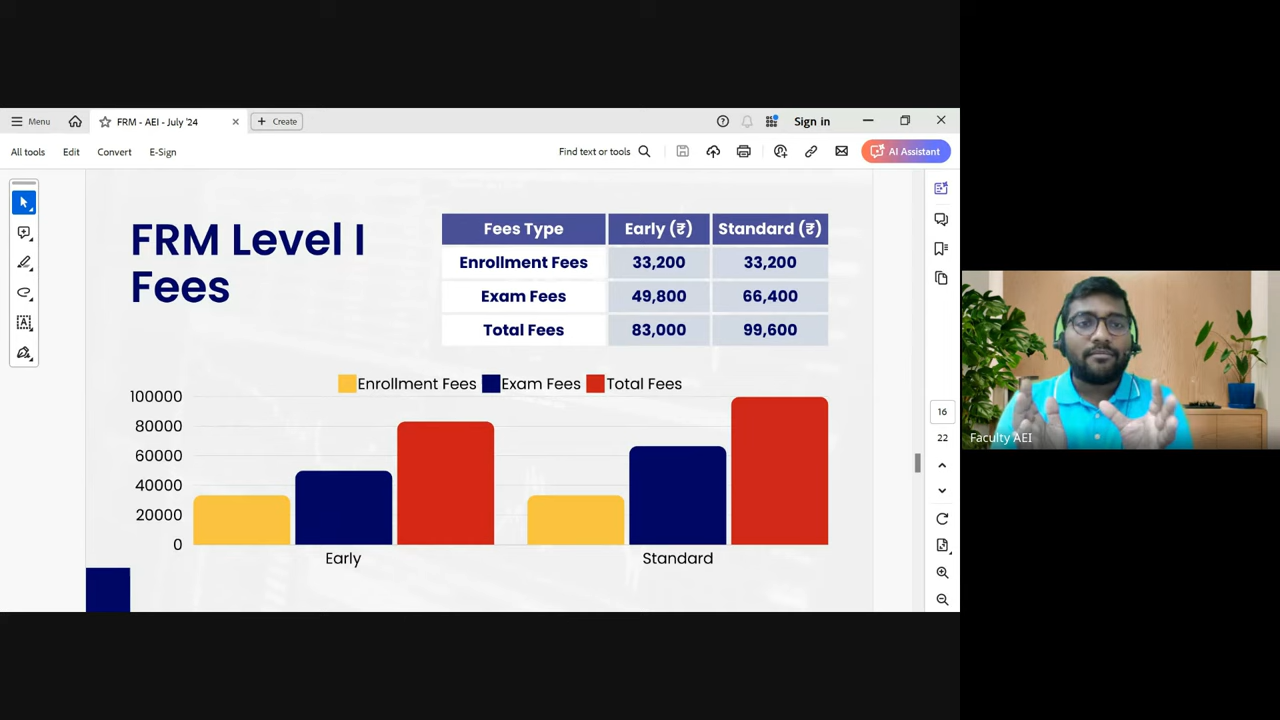 Menu
FRM - AEI - July '24
Create
Sign in
All tools
Edit
Convert
E-Sign
Find text or tools
AI Assistant
FRM Level I
Fees
Fees Type Early (₹) Standard (₹)
Enrollment Fees 33,200 33,200
Exam Fees 49,800 66,400
Total Fees 83,000 99,600
Enrollment Fees Exam Fees Total Fees
100000
80000
60000
40000
20000
0
Early Standard
16
22
Faculty AEI